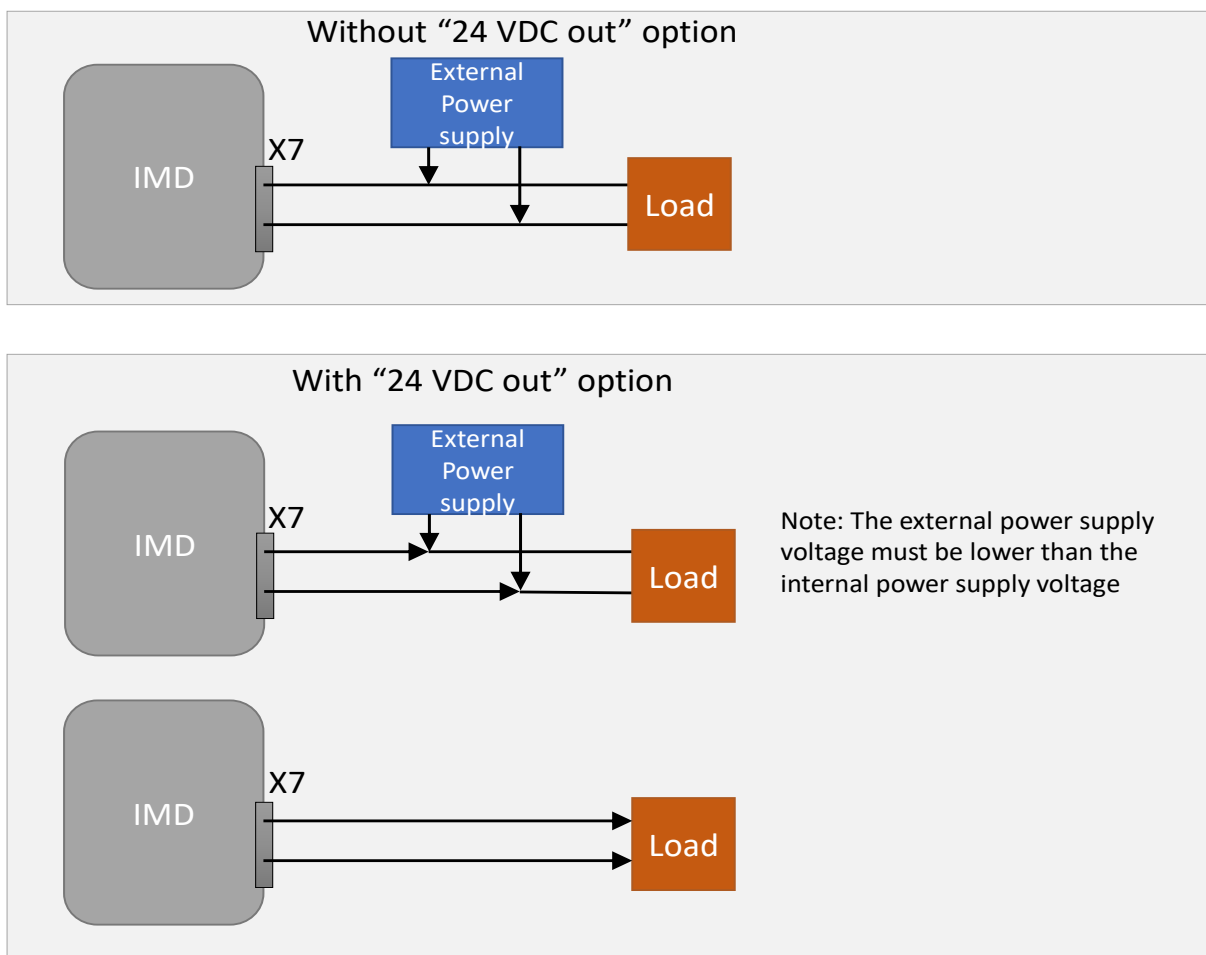 Without “24 VDC out” option
External
Power
supply
X7
IMD
Load
With “24 VDC out” option
External
Power
supply
X7
IMD
Load
Note: The external power supply
voltage must be lower than the
internal power supply voltage
X7
IMD
Load